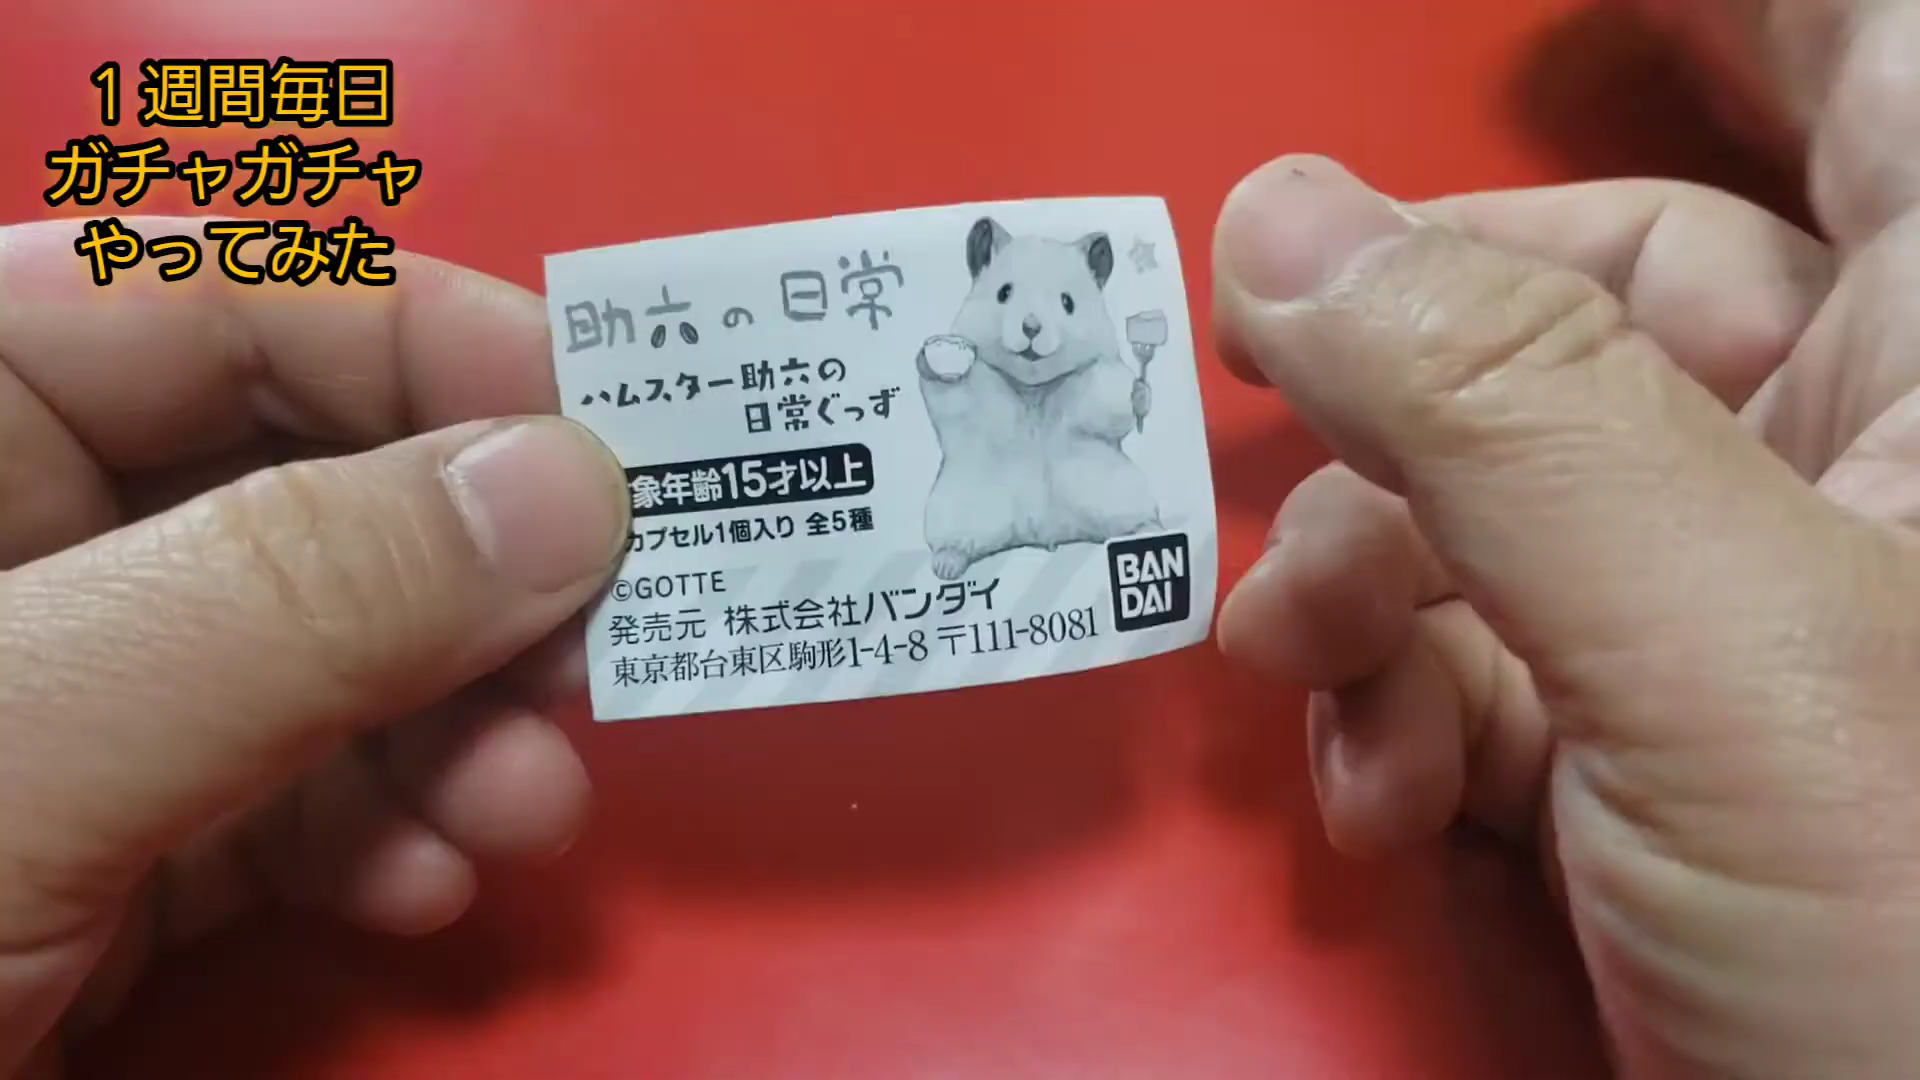 1週間毎日
ガチャガチャ
やってみた
助六の日常
ハムスター助六の
日常ぐっず
象年齢15才以上
カプセル1個入り 全5種
©GOTTE
発売元 株式会社バンダイ
東京都台東区駒形1-4-8 〒111-8081
BAN
DAI